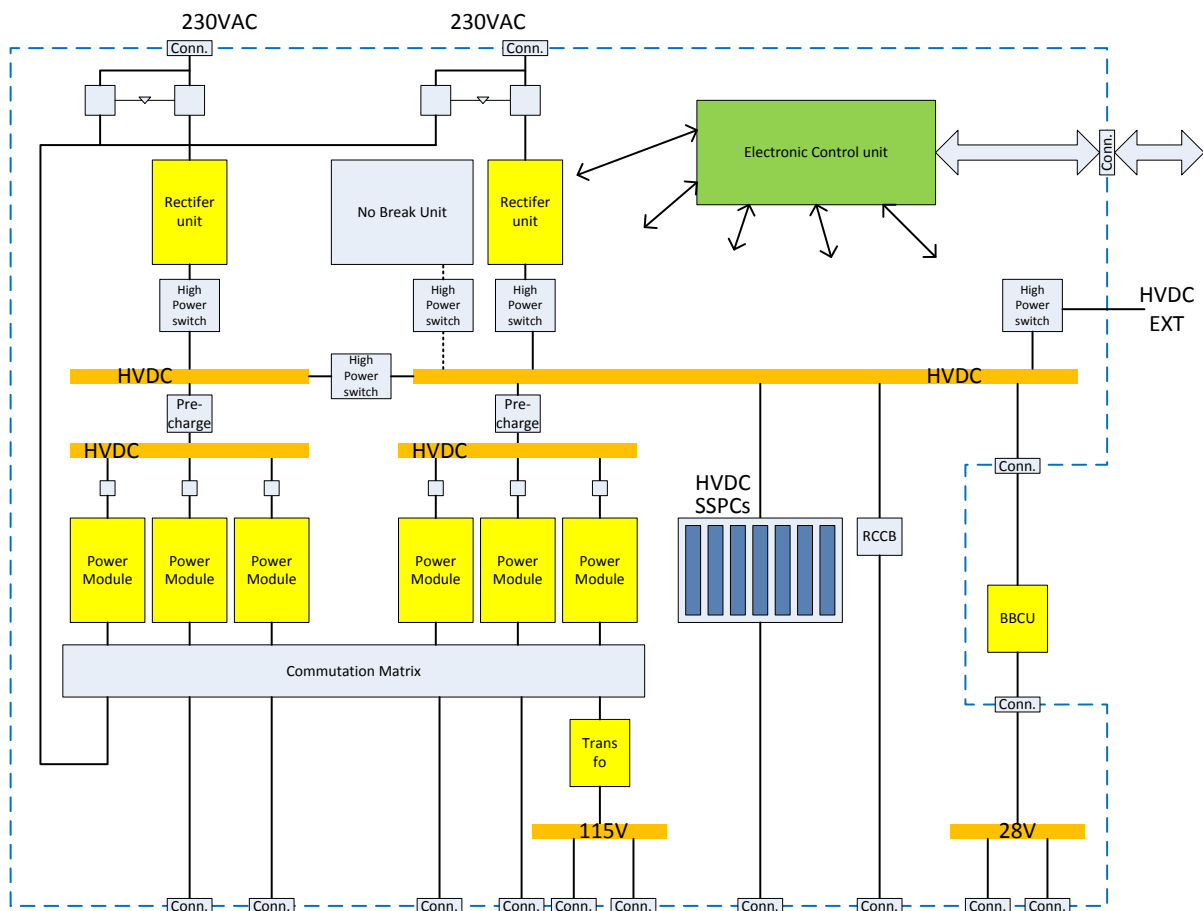 230VAC
230VAC
Conn.
Conn.
Electronic Control unit
Conn.
Rectifer
unit
No Break Unit
Rectifer
unit
High
Power
switch
High
Power
switch
High
Power
switch
High
Power
switch
HVDC
EXT
HVDC
High
Power
switch
HVDC
Pre-
charge
Pre-
charge
HVDC
HVDC
Conn.
HVDC
SSPCs
Power
Module
Power
Module
Power
Module
Power
Module
Power
Module
Power
Module
RCCB
BBCU
Commutation Matrix
Conn.
Trans
fo
115V
28V
Conn.
Conn.
Conn.
Conn.
Conn.
Conn.
Conn.
Conn.
Conn.
Conn.